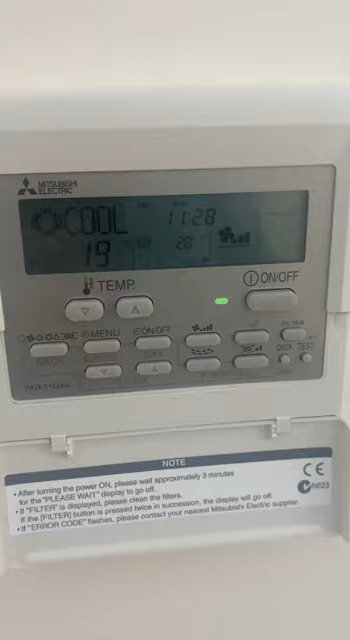 MITSUBISHI
ELECTRIC
COOL 11:28
19 20
TEMP.
ON/OFF
MENU ON/OFF FILTER
CHECK TEST
PAR-21MAA
NOTE
• After turning the power ON, please wait approximately 3 minutes
for the "PLEASE WAIT" display to go off.
• If "FILTER" is displayed, please clean the filters.
If the [FILTER] button is pressed twice in succession, the display will go off.
• If "ERROR CODE" flashes, please contact your nearest Mitsubishi Electric supplier.
CE
N623